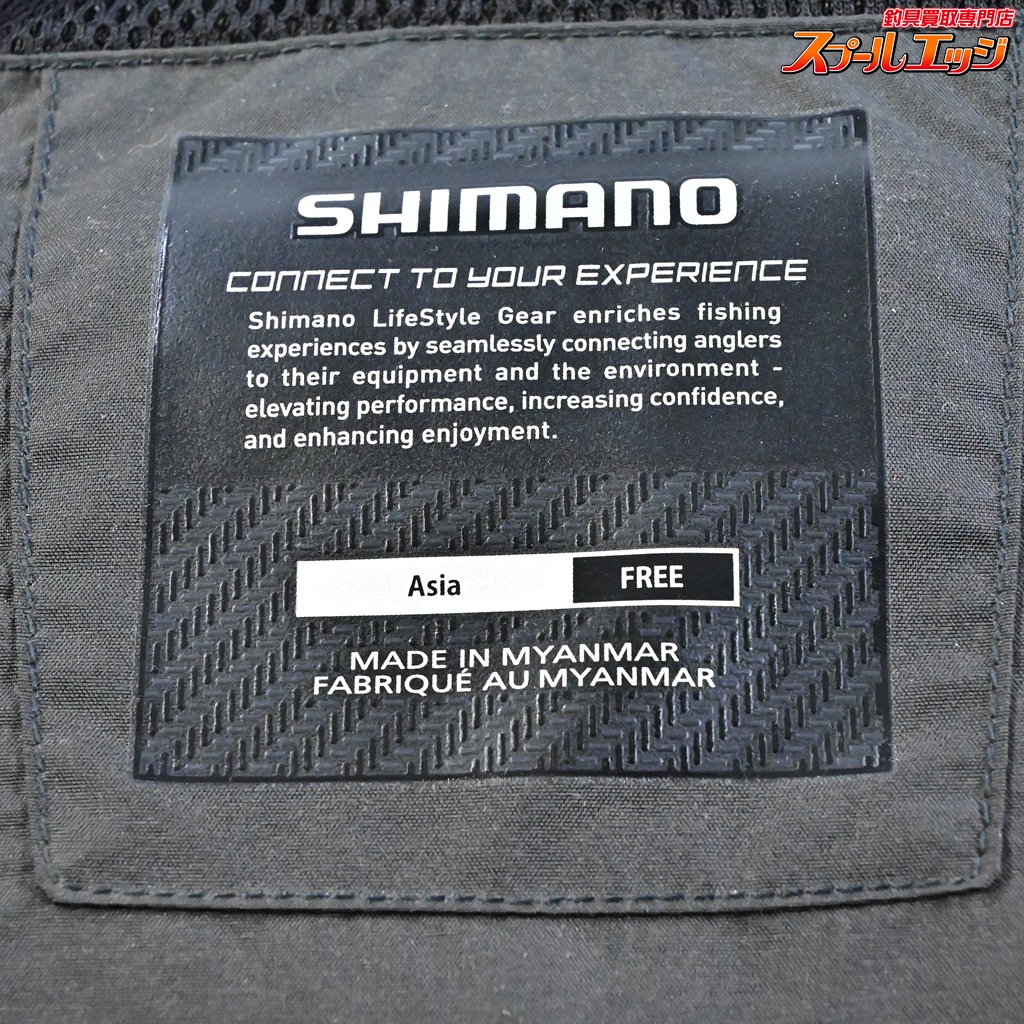 釣具買取専門店
スプールエッジ
SHIMANO
CONNECT TO YOUR EXPERIENCE
Shimano LifeStyle Gear enriches fishing
experiences by seamlessly connecting anglers
to their equipment and the environment -
elevating performance, increasing confidence,
and enhancing enjoyment.
Asia FREE
MADE IN MYANMAR
FABRIQUÉ AU MYANMAR